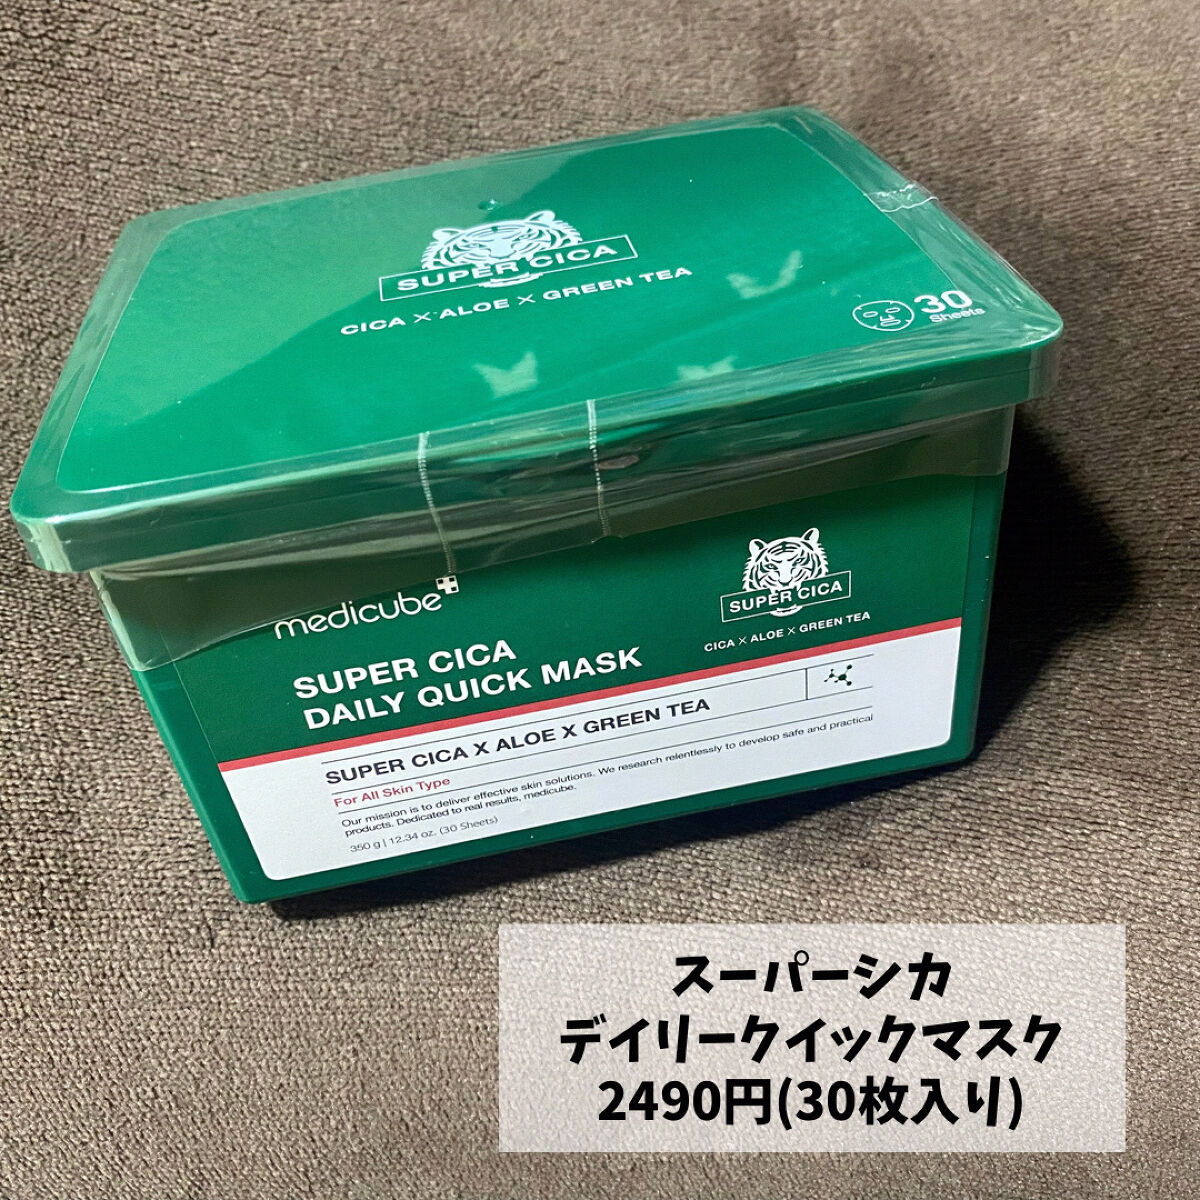 SUPER CICA
CICA X ALOE X GREEN TEA
30
Sheets
medicube
SUPER CICA
DAILY QUICK MASK
SUPER CICA
CICA X ALOE X GREEN TEA
SUPER CICA X ALOE X GREEN TEA
For All Skin Type
Our mission is to deliver effective skin solutions. We research relentlessly to develop safe and practical
products. Dedicated to real results, medicube.
350 g | 12.34 oz. (30 Sheets)
スーパーシカ
デイリークイックマスク
2490円(30枚入り)